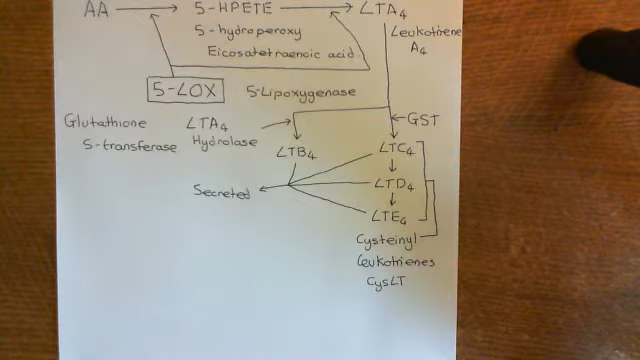 AA → 5-HPETE → LTA4
5-hydroperoxy
Eicosatetraenoic acid
Leukotriene
A4
5-LOX
5-Lipoxygenase
Glutathione
S-transferase
LTA4
Hydrolase
GST
LTB4
LTC4
LTD4
LTE4
Secreted
Cysteinyl
Leukotrienes
CysLT